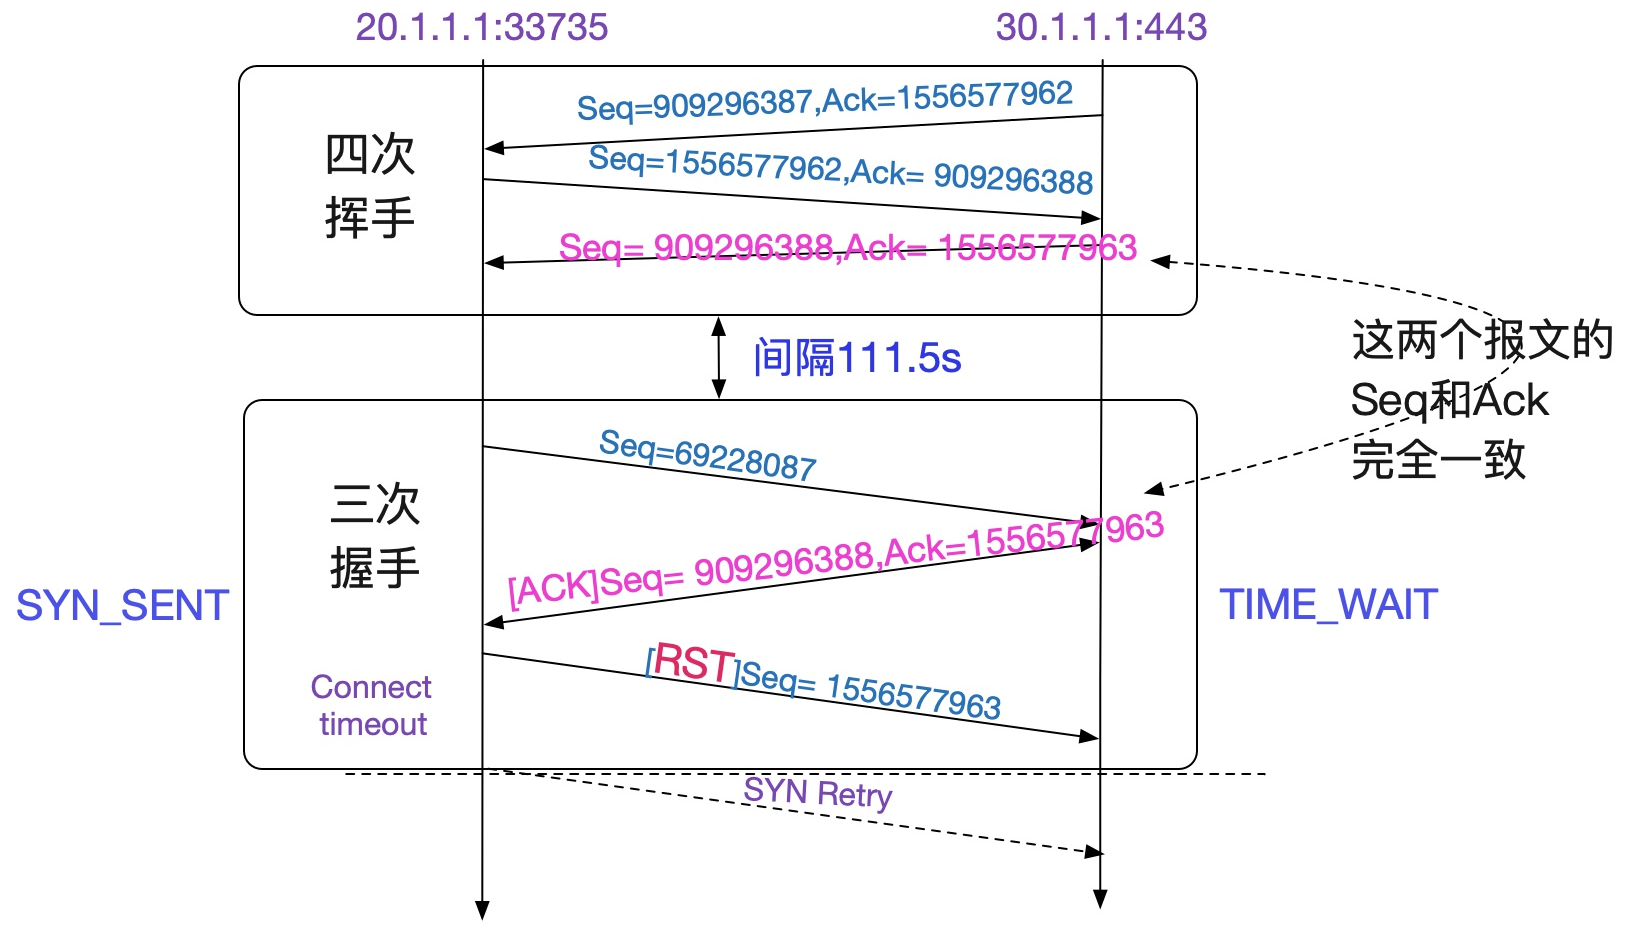 20.1.1.1:33735
30.1.1.1:443
四次
挥手
Seq=909296387,Ack=1556577962
Seq=1556577962,Ack= 909296388
Seq= 909296388,Ack= 1556577963
间隔111.5s
这两个报文的
Seq和Ack
完全一致
三次
握手
Seq=69228087
[ACK]Seq= 909296388,Ack=1556577963
SYN_SENT
TIME_WAIT
[RST]Seq= 1556577963
Connect
timeout
SYN Retry